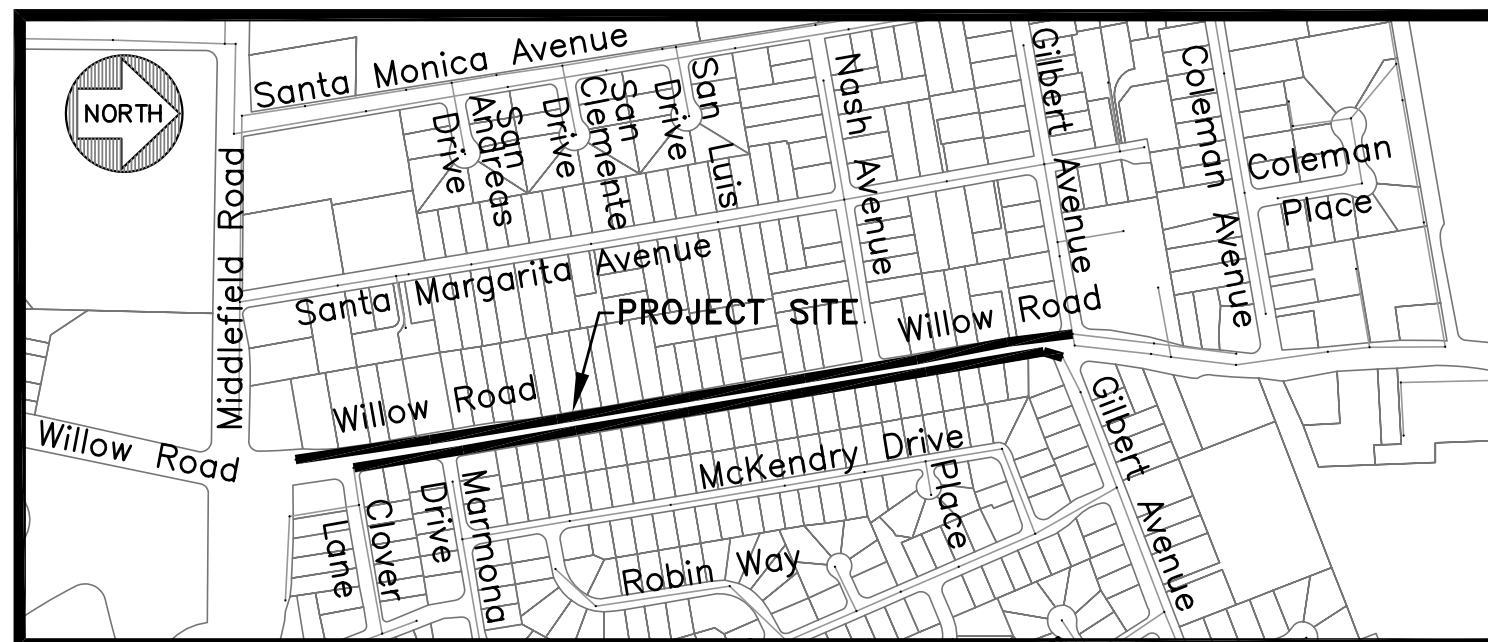 Santa Monica Avenue
NORTH
Middlefield Road
San Andreas
Drive
San Clemente
Drive
San Luis
Drive
Nash Avenue
Gilbert Avenue
Coleman Avenue
Coleman
Place
Santa Margarita Avenue
PROJECT SITE
Willow Road
Willow Road
Willow Road
McKendry Drive
Place
Gilbert Avenue
Clover
Lane
Marmona
Drive
Robin Way